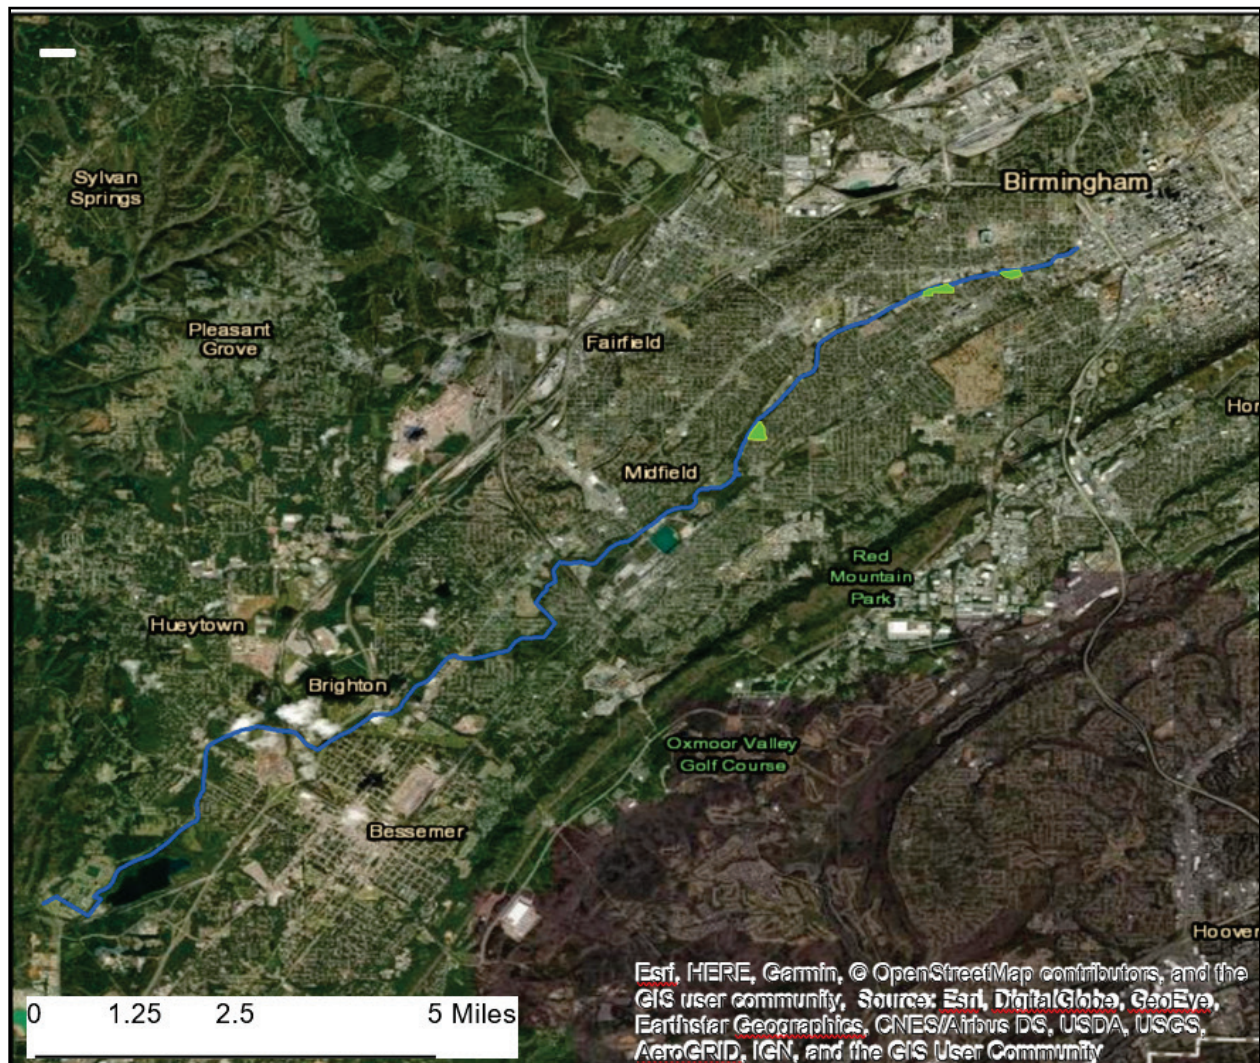 Birmingham
Sylvan
Springs
Pleasant
Grove
Fairfield
Hor
Midfield
Red
Mountain
Park
Hueytown
Brighton
Oxmoor Valley
Golf Course
Bessemer
Hoover
Esri, HERE, Garmin, © OpenStreetMap contributors, and the
GIS user community, Source: Esri, DigitalGlobe, GeoEye,
Earthstar Geographics, CNES/Airbus DS, USDA, USGS,
AeroGRID, IGN, and the GIS User Community
0 1.25 2.5 5 Miles